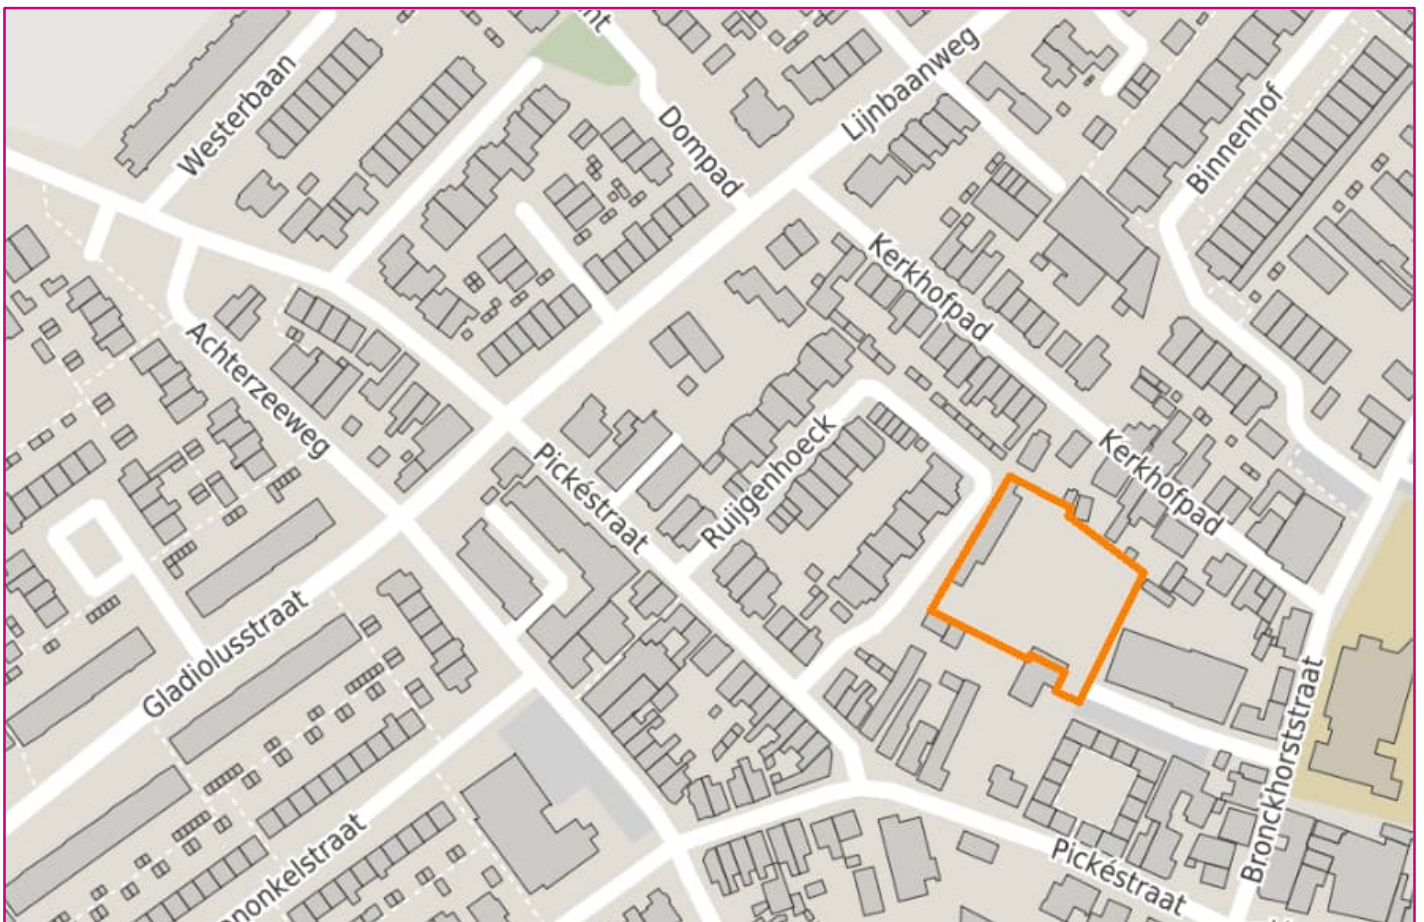 Westerbaan
Dompad
Lijnbaanweg
Binnenhof
Kerkhofpad
Achterzeeweg
Pickéstraat
Ruijgenhoeck
Kerkhofpad
Gladiolusstraat
Bronckhorststraat
Pickéstraat